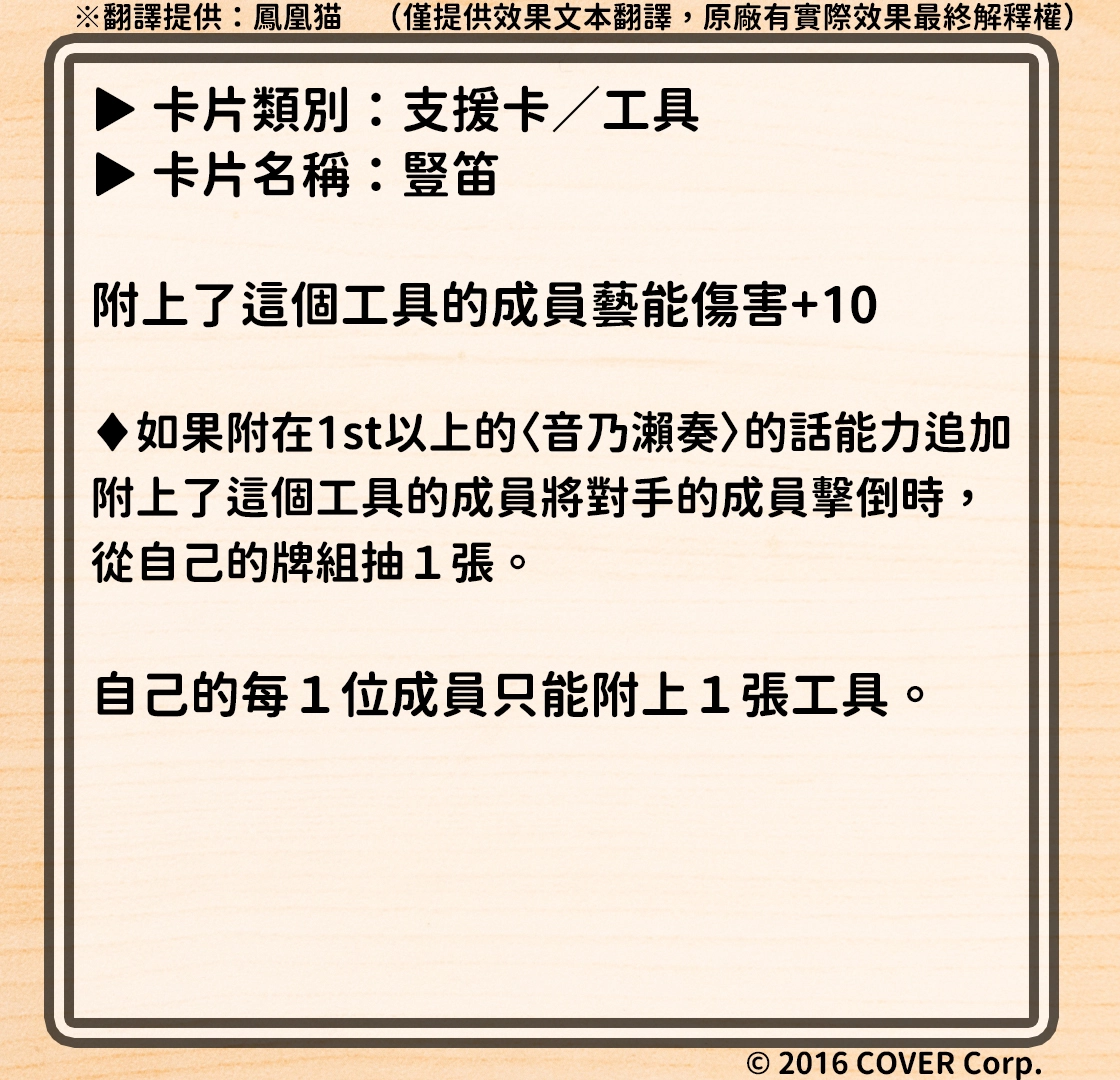 ※翻譯提供：鳳凰猫　（僅提供效果文本翻譯，原廠有實際效果最終解釋權）
▶ 卡片類別：支援卡／工具
▶ 卡片名稱：豎笛
附上了這個工具的成員藝能傷害+10
♦如果附在1st以上的〈音乃瀨奏〉的話能力追加
附上了這個工具的成員將對手的成員擊倒時，
從自己的牌組抽１張。
自己的每１位成員只能附上１張工具。
© 2016 COVER Corp.